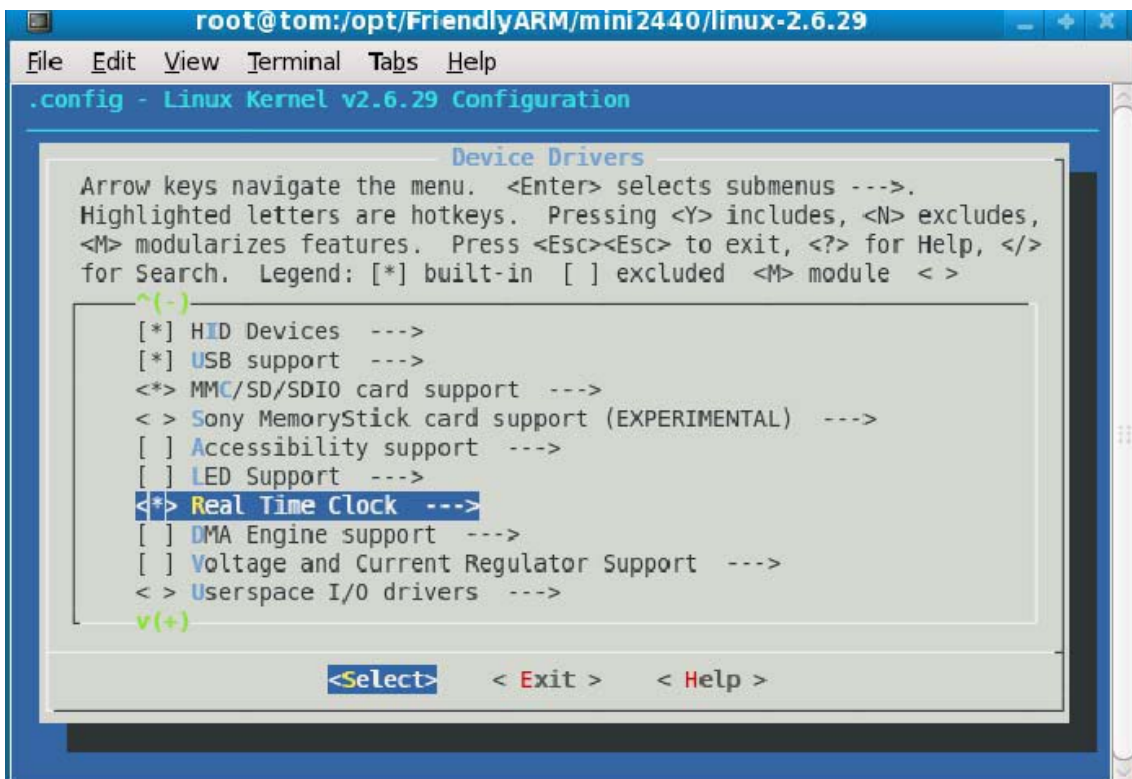 root@tom:/opt/FriendlyARM/mini2440/linux-2.6.29
File Edit View Terminal Tabs Help
.config - Linux Kernel v2.6.29 Configuration
Device Drivers
Arrow keys navigate the menu. <Enter> selects submenus --->.
Highlighted letters are hotkeys. Pressing <Y> includes, <N> excludes,
<M> modularizes features. Press <Esc><Esc> to exit, <?> for Help, </>
for Search. Legend: [*] built-in [ ] excluded <M> module < >
^(-)
[*] HID Devices --->
[*] USB support --->
<*> MMC/SD/SDIO card support --->
< > Sony MemoryStick card support (EXPERIMENTAL) --->
[ ] Accessibility support --->
[ ] LED Support --->
<*> Real Time Clock --->
[ ] DMA Engine support --->
[ ] Voltage and Current Regulator Support --->
< > Userspace I/O drivers --->
v(+)
<Select> < Exit > < Help >